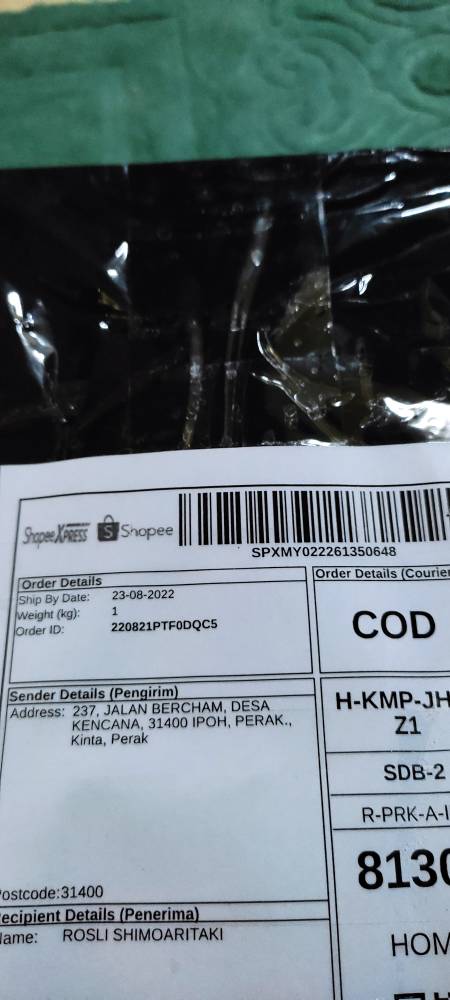 ShopeeXPRESS Shopee
SPXMY022261350648
Order Details
Ship By Date: 23-08-2022
Weight (kg): 1
Order ID: 220821PTF0DQC5
Order Details (Courier
COD
Sender Details (Pengirim)
Address: 237, JALAN BERCHAM, DESA
KENCANA, 31400 IPOH, PERAK.,
Kinta, Perak
Postcode:31400
H-KMP-JH
Z1
SDB-2
R-PRK-A-I
8130
HOM
Recipient Details (Penerima)
Name: ROSLI SHIMOARITAKI